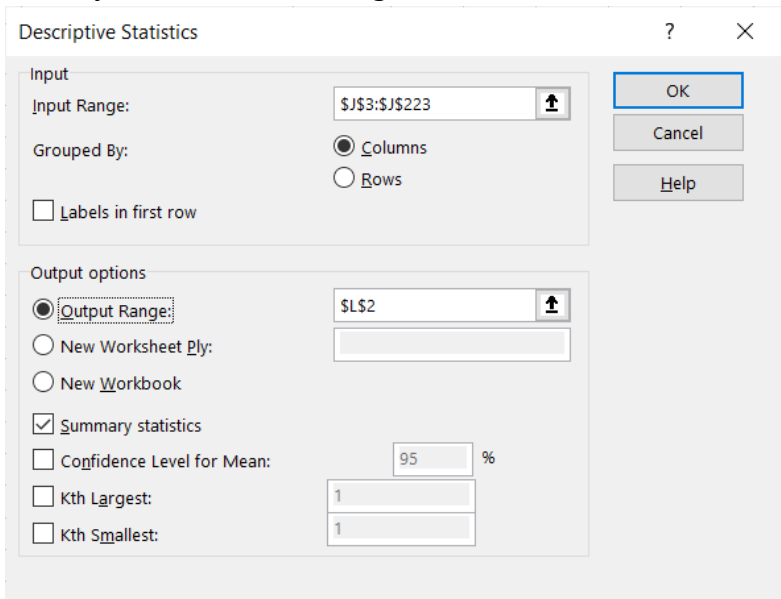 Descriptive Statistics ?
Input
Input Range: $J$3:$J$223
OK
Grouped By: Columns
Cancel
Rows
Help
Labels in first row
Output options
Output Range: $L$2
New Worksheet Ply:
New Workbook
Summary statistics
Confidence Level for Mean: 95 %
Kth Largest: 1
Kth Smallest: 1